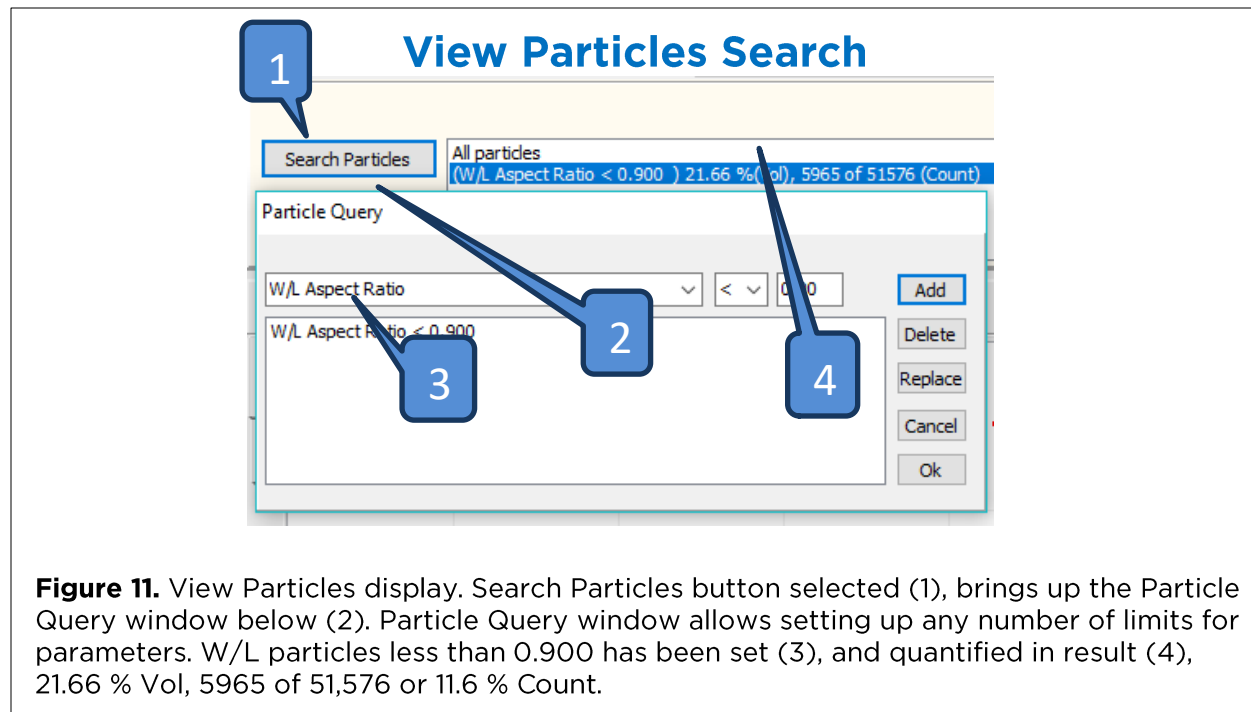 View Particles Search
1
Search Particles
All particles
(W/L Aspect Ratio < 0.900 ) 21.66 %(Vol), 5965 of 51576 (Count)
Particle Query
W/L Aspect Ratio < Add
W/L Aspect Ratio < 0.900 Delete
2
3
4
Replace
Cancel
Ok
Figure 11. View Particles display. Search Particles button selected (1), brings up the Particle
Query window below (2). Particle Query window allows setting up any number of limits for
parameters. W/L particles less than 0.900 has been set (3), and quantified in result (4),
21.66 % Vol, 5965 of 51,576 or 11.6 % Count.